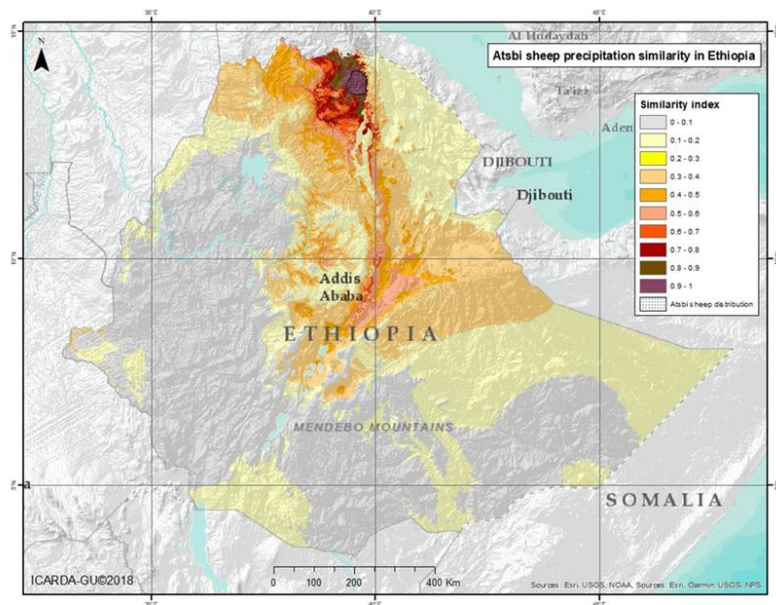 15°N
35°E
40°E
45°E
Al Hudaydah
N
Atsbi sheep precipitation similarity in Ethiopia
Ta'izz
Similarity index
0 - 0.1
0.1 - 0.2
0.2 - 0.3
0.3 - 0.4
0.4 - 0.5
0.5 - 0.6
0.6 - 0.7
0.7 - 0.8
0.8 - 0.9
0.9 - 1
Atsbi sheep distribution
Aden
DJIBOUTI
Djibouti
Addis
Ababa
ETHIOPIA
MENDEBO MOUNTAINS
SOMALIA
0 100 200 400 Km
ICARDA-GU©2018
Sources: Esri, USGS, NOAA, Sources: Esri, Garmin, USGS, NPS